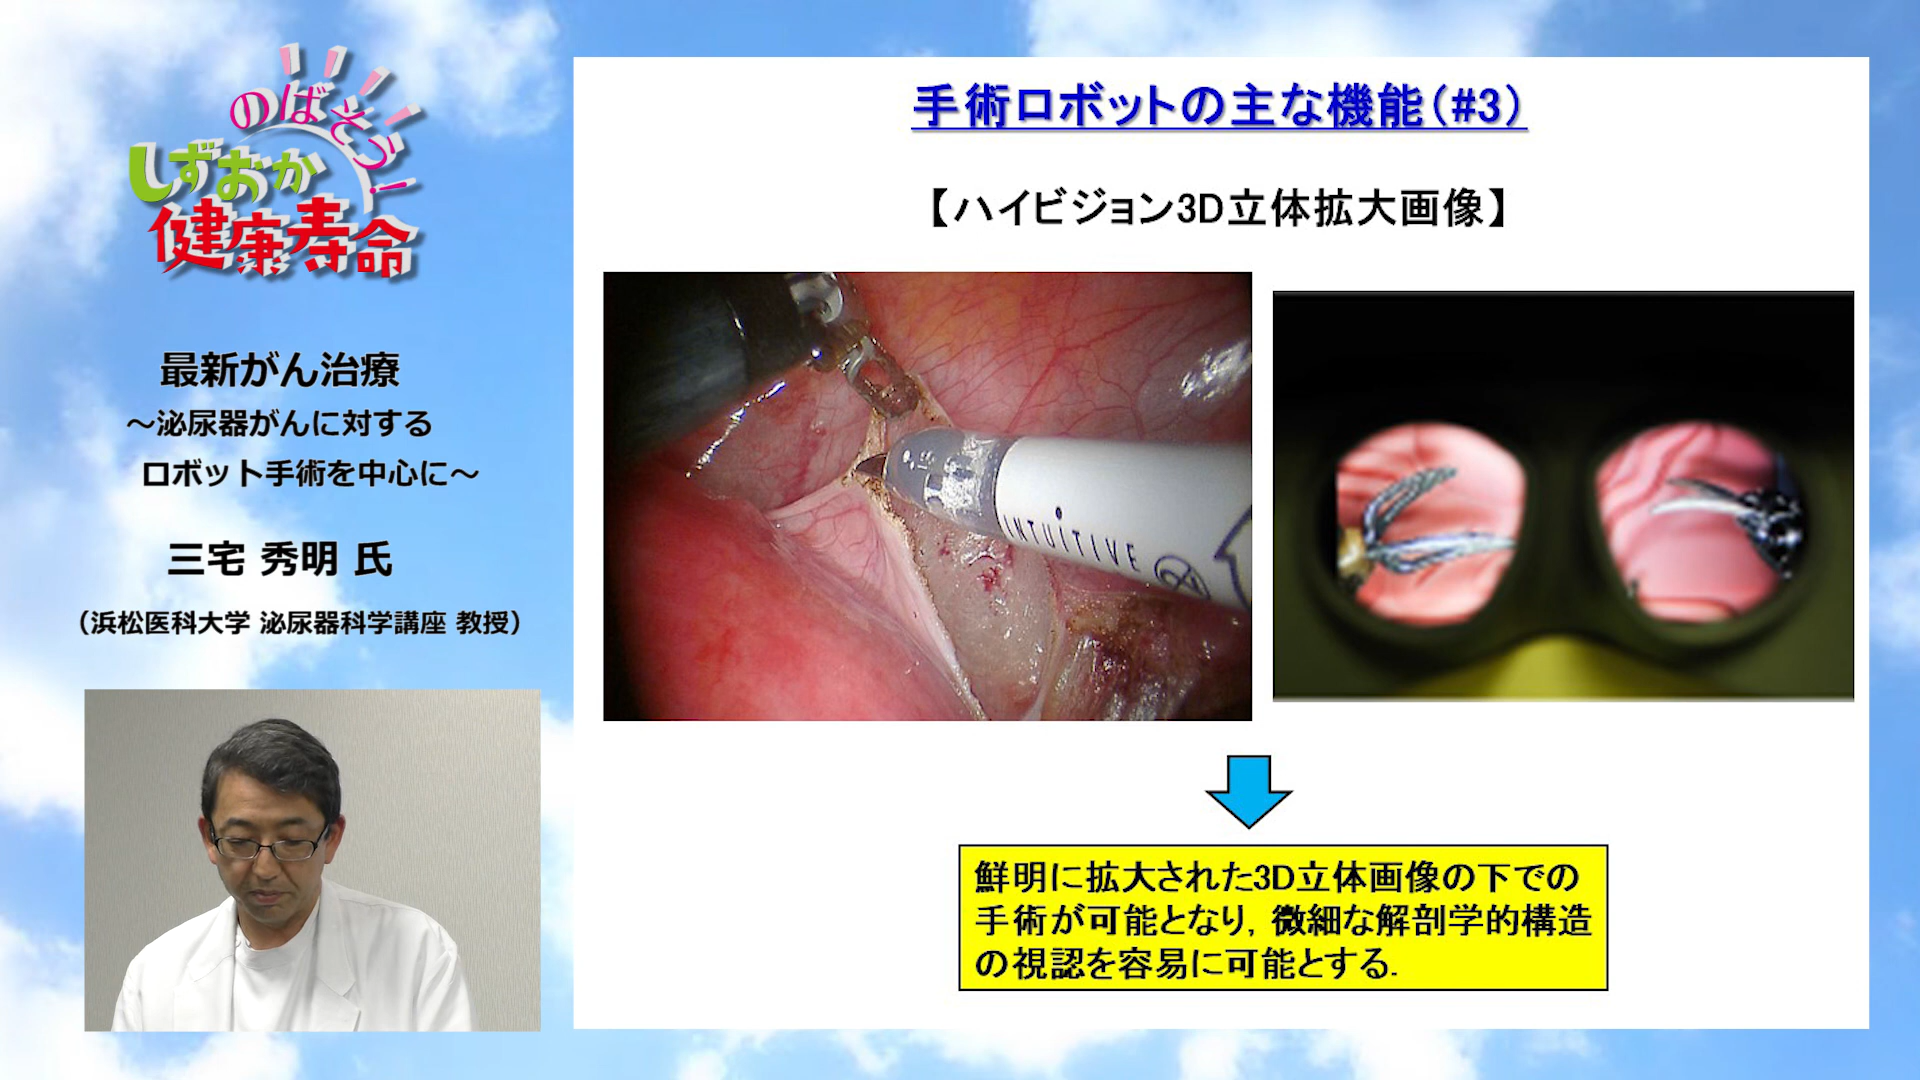 のばそう!
しずおか
健康寿命
最新がん治療
～泌尿器がんに対する
ロボット手術を中心に～
三宅 秀明 氏
（浜松医科大学 泌尿器科学講座 教授）
手術ロボットの主な機能（#3）
【ハイビジョン3D立体拡大画像】
INTUITIVE
鮮明に拡大された3D立体画像の下での
手術が可能となり，微細な解剖学的構造
の視認を容易に可能とする．